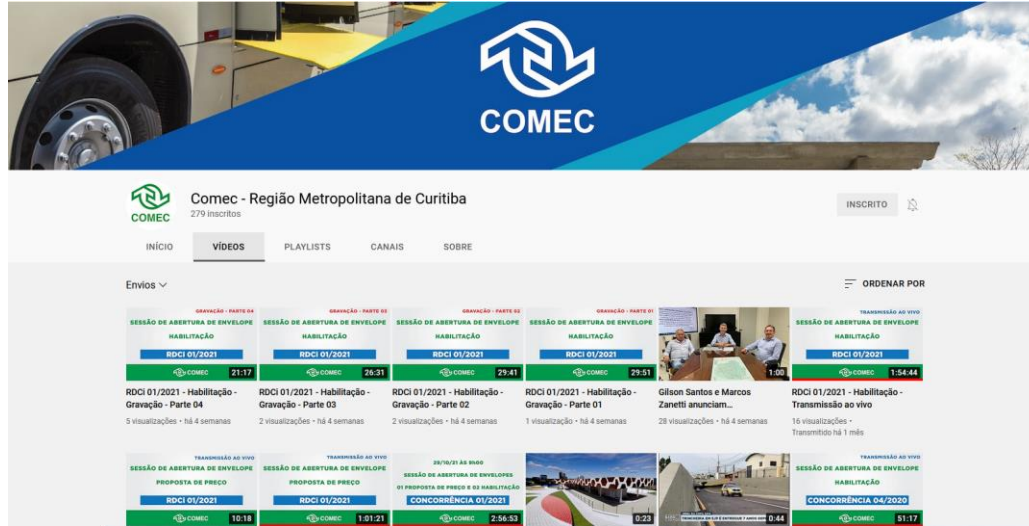 COMEC
COMEC
Comec - Região Metropolitana de Curitiba
279 inscritos
INSCRITO
INÍCIO VÍDEOS PLAYLISTS CANAIS SOBRE
Envios
ORDENAR POR
GRAVAÇÃO - PARTE 04
SESSÃO DE ABERTURA DE ENVELOPE
HABILITAÇÃO
RDCI 01/2021
COMEC 21:17
RDCi 01/2021 - Habilitação -
Gravação - Parte 04
5 visualizações • há 4 semanas
GRAVAÇÃO - PARTE 03
SESSÃO DE ABERTURA DE ENVELOPE
HABILITAÇÃO
RDCI 01/2021
COMEC 26:31
RDCi 01/2021 - Habilitação -
Gravação - Parte 03
2 visualizações • há 4 semanas
GRAVAÇÃO - PARTE 02
SESSÃO DE ABERTURA DE ENVELOPE
HABILITAÇÃO
RDCI 01/2021
COMEC 29:41
RDCi 01/2021 - Habilitação -
Gravação - Parte 02
2 visualizações • há 4 semanas
GRAVAÇÃO - PARTE 01
SESSÃO DE ABERTURA DE ENVELOPE
HABILITAÇÃO
RDCI 01/2021
COMEC 29:51
RDCi 01/2021 - Habilitação -
Gravação - Parte 01
1 visualização • há 4 semanas
1:00
Gilson Santos e Marcos
Zanetti anunciam...
28 visualizações • há 4 semanas
TRANSMISSÃO AO VIVO
SESSÃO DE ABERTURA DE ENVELOPE
HABILITAÇÃO
RDCI 01/2021
COMEC 1:54:44
RDCi 01/2021 - Habilitação -
Transmissão ao vivo
16 visualizações •
Transmitido há 1 mês
TRANSMISSÃO AO VIVO
SESSÃO DE ABERTURA DE ENVELOPE
PROPOSTA DE PREÇO
RDCI 01/2021
COMEC 10:18
TRANSMISSÃO AO VIVO
SESSÃO DE ABERTURA DE ENVELOPE
PROPOSTA DE PREÇO
RDCI 01/2021
COMEC 1:01:21
28/10/21 ÀS 9h00
SESSÃO DE ABERTURA DE ENVELOPES
01 PROPOSTA DE PREÇO E 02 HABILITAÇÃO
CONCORRÊNCIA 01/2021
COMEC 2:56:53
0:23
0:44
TRANSMISSÃO AO VIVO
SESSÃO DE ABERTURA DE ENVELOPE
HABILITAÇÃO
CONCORRÊNCIA 04/2020
COMEC 51:17